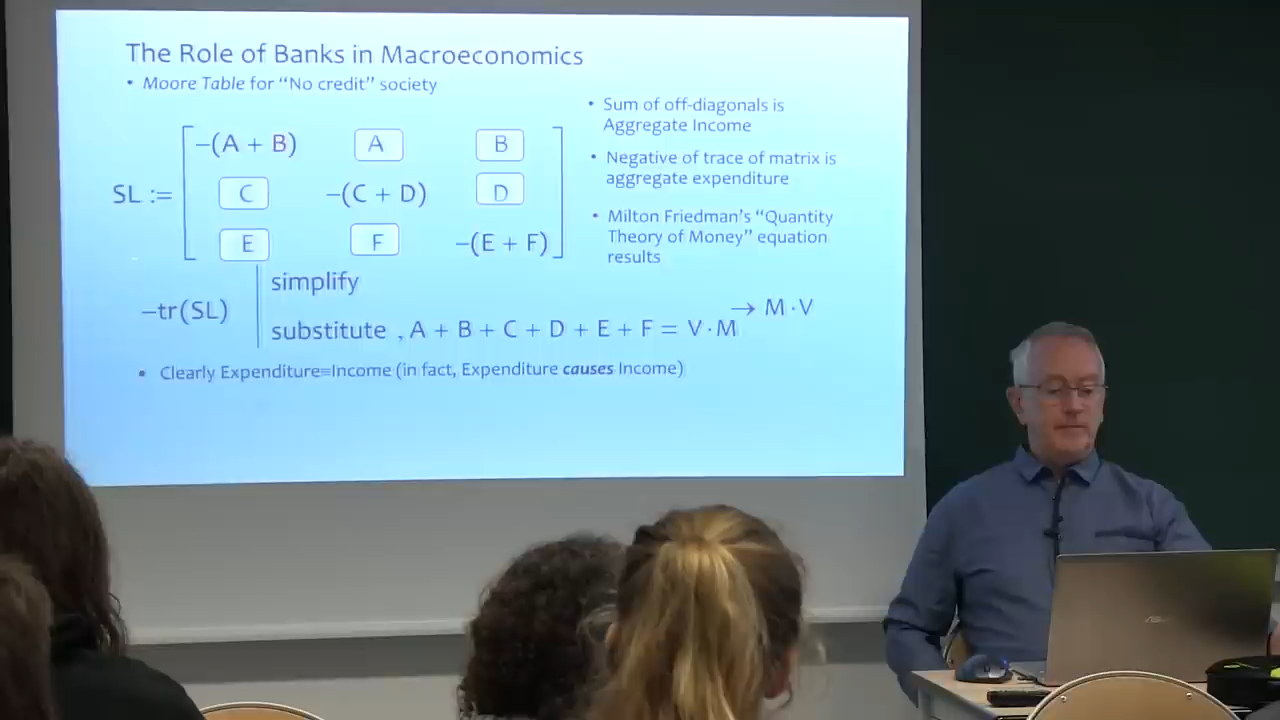 The Role of Banks in Macroeconomics
• Moore Table for “No credit” society
SL :=
−(A + B) A B
C −(C + D) D
E F −(E + F)
• Sum of off-diagonals is
Aggregate Income
• Negative of trace of matrix is
aggregate expenditure
• Milton Friedman’s “Quantity
Theory of Money” equation
results
−tr(SL)
simplify
substitute , A + B + C + D + E + F = V·M
→ M·V
▪ Clearly Expenditure≡Income (in fact, Expenditure causes Income)
ASUS